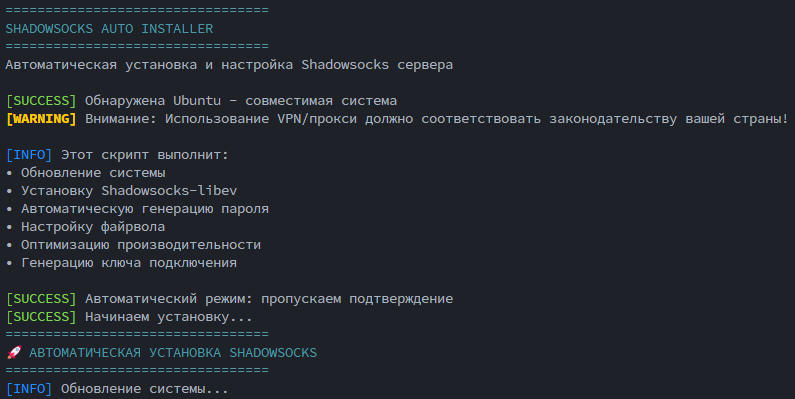 =================================
SHADOWSOCKS AUTO INSTALLER
=================================
Автоматическая установка и настройка Shadowsocks сервера
[SUCCESS] Обнаружена Ubuntu - совместимая система
[WARNING] Внимание: Использование VPN/прокси должно соответствовать законодательству вашей страны!
[INFO] Этот скрипт выполнит:
• Обновление системы
• Установку Shadowsocks-libev
• Автоматическую генерацию пароля
• Настройку файрвола
• Оптимизацию производительности
• Генерацию ключа подключения
[SUCCESS] Автоматический режим: пропускаем подтверждение
[SUCCESS] Начинаем установку...
=================================
🚀 АВТОМАТИЧЕСКАЯ УСТАНОВКА SHADOWSOCKS
=================================
[INFO] Обновление системы...